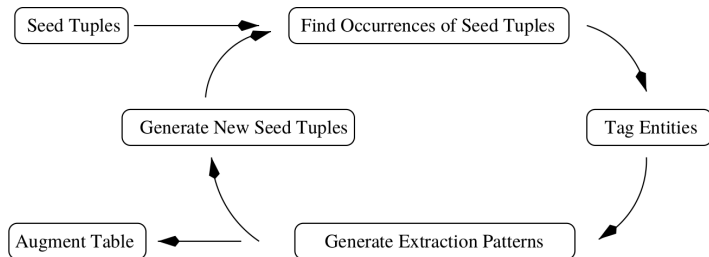 Seed Tuples
Find Occurrences of Seed Tuples
Generate New Seed Tuples
Tag Entities
Augment Table
Generate Extraction Patterns